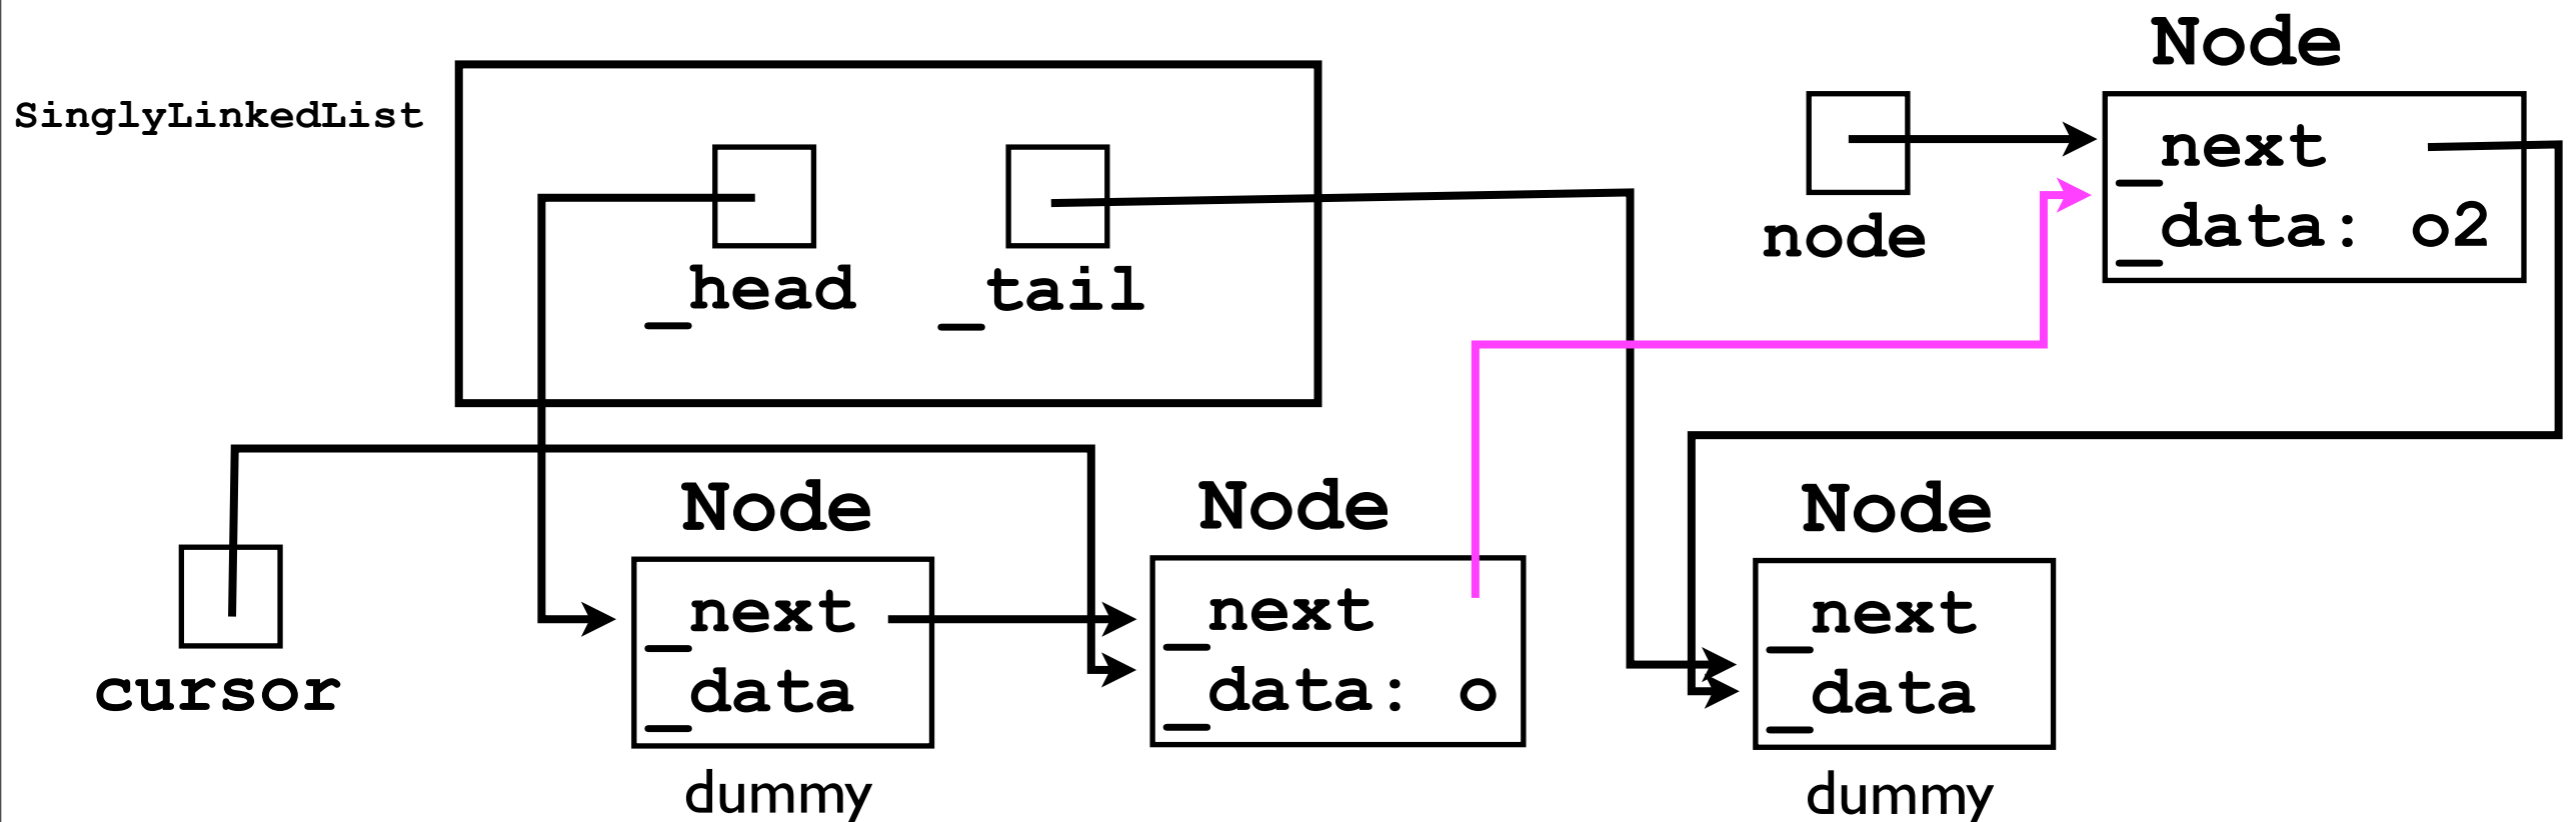 SinglyLinkedList
_head
_tail
node
Node
_next
_data: o2
cursor
Node
_next
_data
dummy
Node
_next
_data: o
Node
_next
_data
dummy